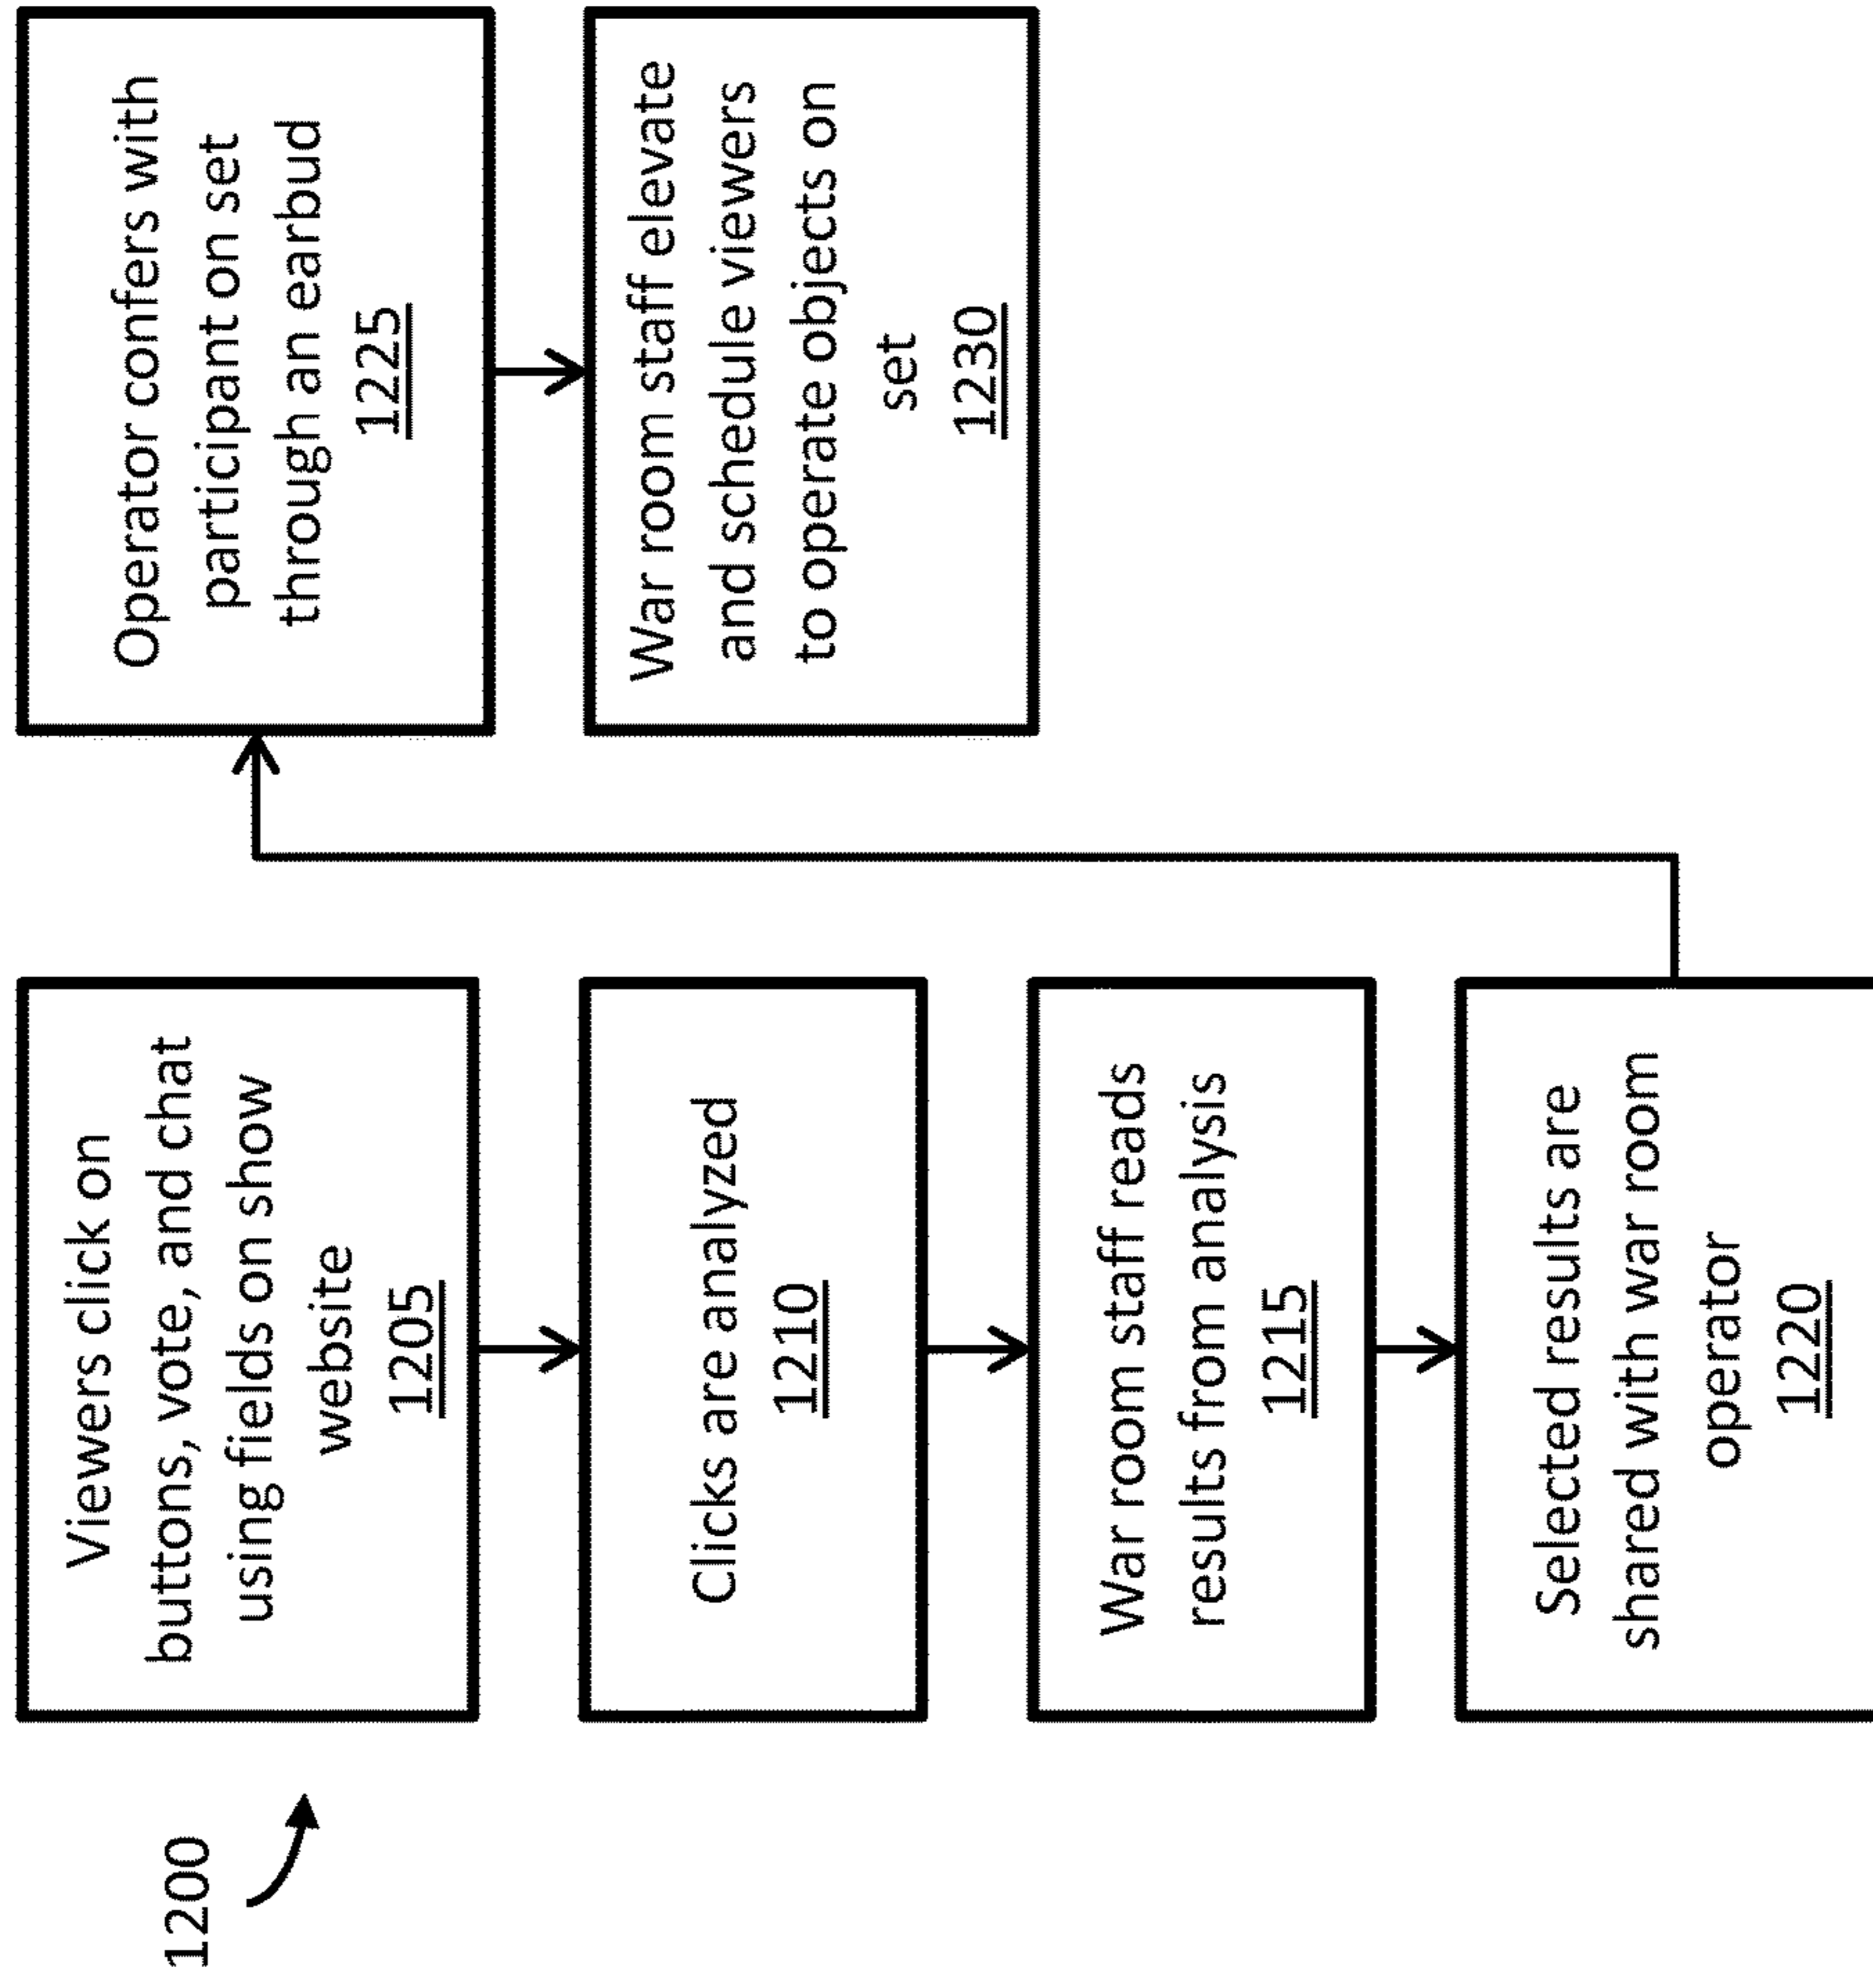 1200
Viewers click on
buttons, vote, and chat
using fields on show
website
1205
Clicks are analyzed
1210
War room staff reads
results from analysis
1215
Selected results are
shared with war room
operator
1220
Operator confers with
participant on set
through an earbud
1225
War room staff elevate
and schedule viewers
to operate objects on
set
1230